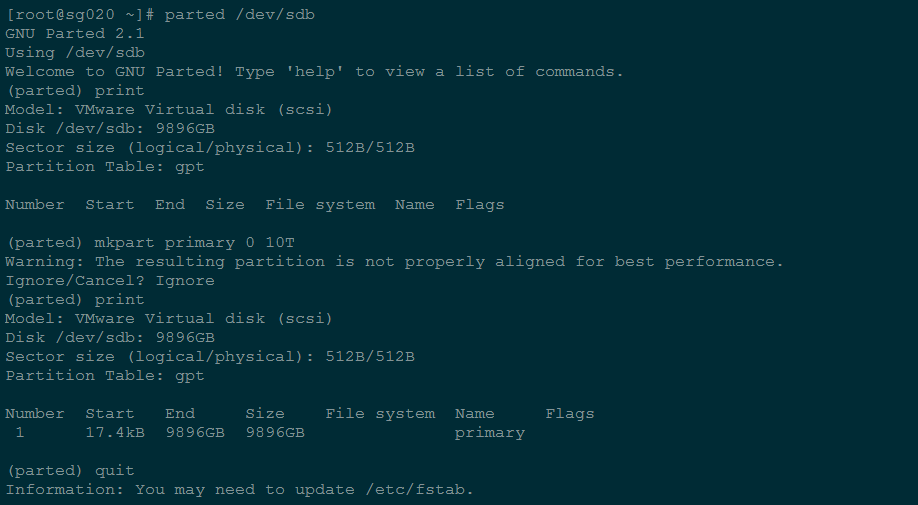 [root@sg020 ~]# parted /dev/sdb
GNU Parted 2.1
Using /dev/sdb
Welcome to GNU Parted! Type 'help' to view a list of commands.
(parted) print
Model: VMware Virtual disk (scsi)
Disk /dev/sdb: 9896GB
Sector size (logical/physical): 512B/512B
Partition Table: gpt
Number  Start  End  Size  File system  Name  Flags
(parted) mkpart primary 0 10T
Warning: The resulting partition is not properly aligned for best performance.
Ignore/Cancel? Ignore
(parted) print
Model: VMware Virtual disk (scsi)
Disk /dev/sdb: 9896GB
Sector size (logical/physical): 512B/512B
Partition Table: gpt
Number  Start   End     Size    File system  Name     Flags
 1      17.4kB  9896GB  9896GB               primary
(parted) quit
Information: You may need to update /etc/fstab.